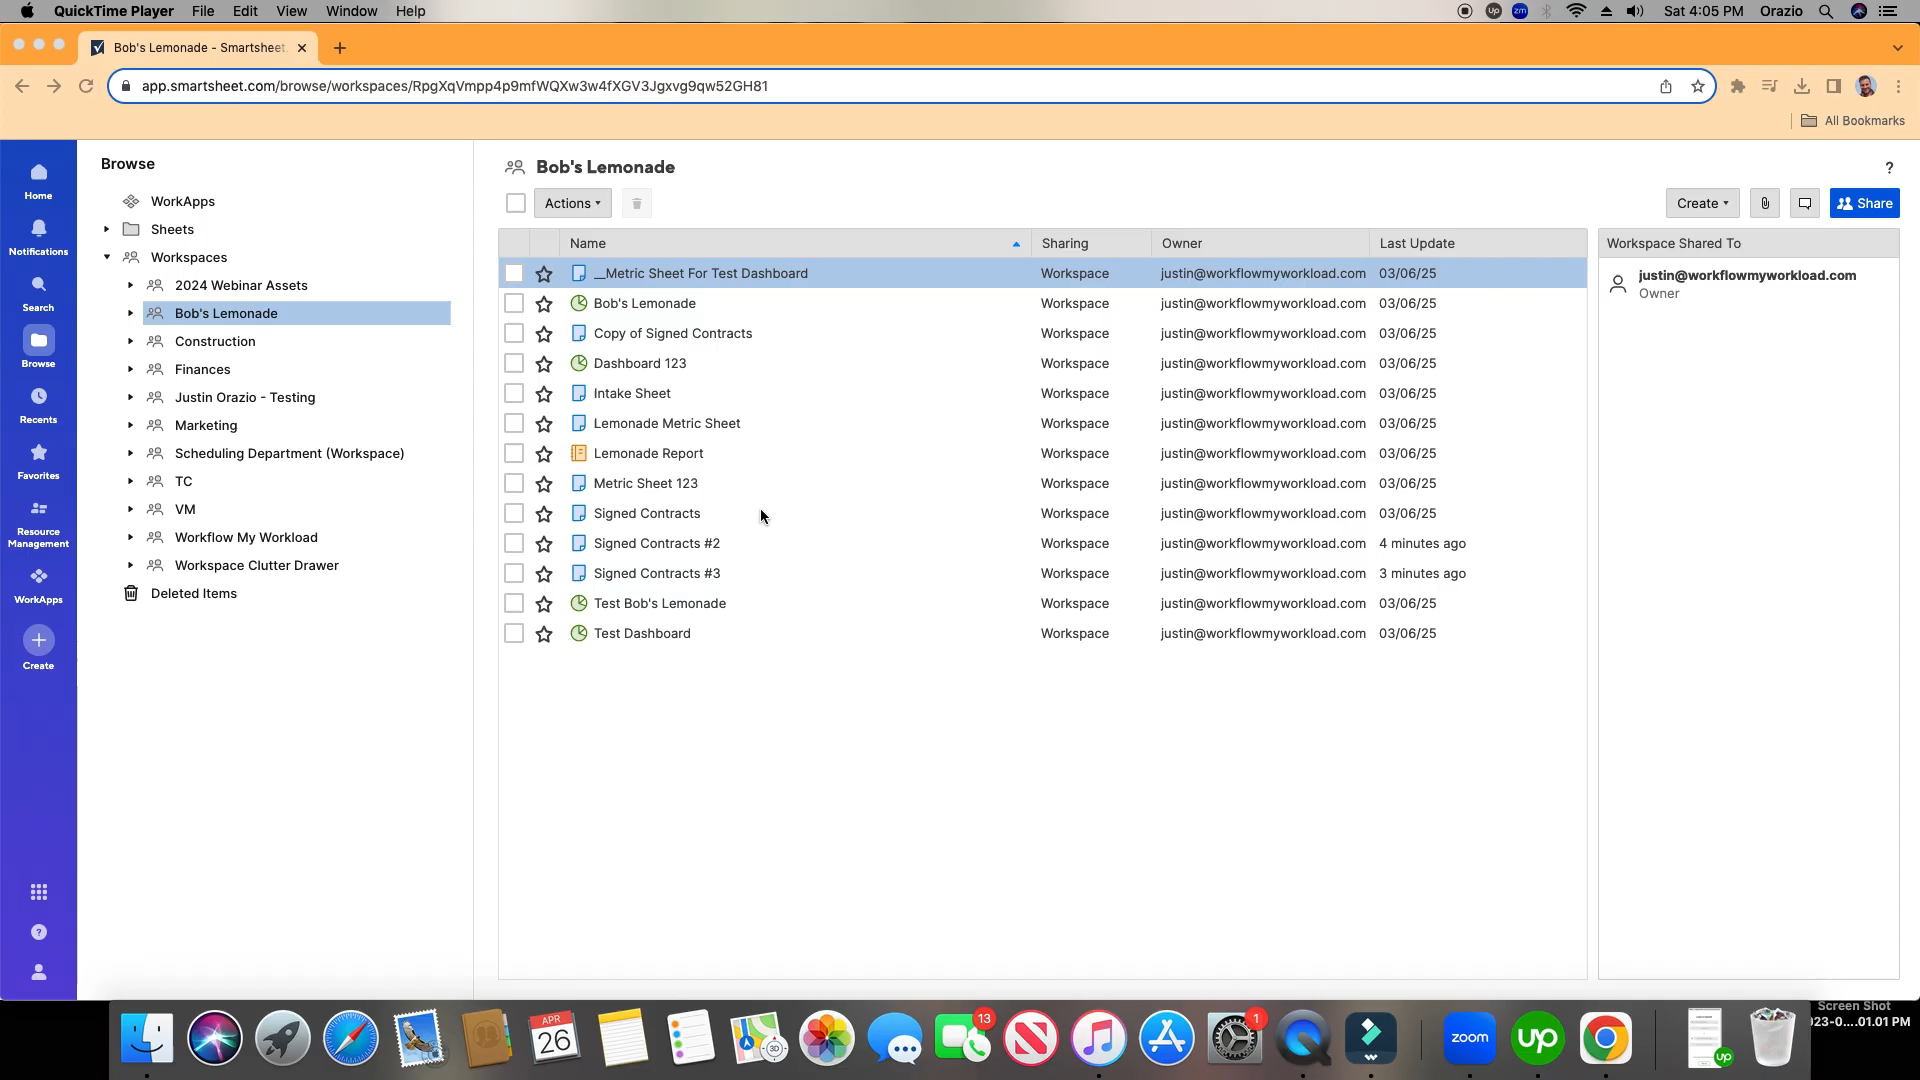 QuickTime Player File Edit View Window Help
up zm Sat 4:05 PM Orazio
Bob's Lemonade - Smartsheet
app.smartsheet.com/browse/workspaces/RpgXqVmpp4p9mfWQXw3w4fXGV3Jgxvg9qw52GH81
All Bookmarks
Home
Notifications
Search
Browse
Recents
Favorites
Resource
Management
WorkApps
Create
Browse
WorkApps
Sheets
Workspaces
2024 Webinar Assets
Bob's Lemonade
Construction
Finances
Justin Orazio - Testing
Marketing
Scheduling Department (Workspace)
TC
VM
Workflow My Workload
Workspace Clutter Drawer
Deleted Items
Bob's Lemonade
?
Actions
Create
Share
Name Sharing Owner Last Update
__Metric Sheet For Test Dashboard Workspace justin@workflowmyworkload.com 03/06/25
Bob's Lemonade Workspace justin@workflowmyworkload.com 03/06/25
Copy of Signed Contracts Workspace justin@workflowmyworkload.com 03/06/25
Dashboard 123 Workspace justin@workflowmyworkload.com 03/06/25
Intake Sheet Workspace justin@workflowmyworkload.com 03/06/25
Lemonade Metric Sheet Workspace justin@workflowmyworkload.com 03/06/25
Lemonade Report Workspace justin@workflowmyworkload.com 03/06/25
Metric Sheet 123 Workspace justin@workflowmyworkload.com 03/06/25
Signed Contracts Workspace justin@workflowmyworkload.com 03/06/25
Signed Contracts #2 Workspace justin@workflowmyworkload.com 4 minutes ago
Signed Contracts #3 Workspace justin@workflowmyworkload.com 3 minutes ago
Test Bob's Lemonade Workspace justin@workflowmyworkload.com 03/06/25
Test Dashboard Workspace justin@workflowmyworkload.com 03/06/25
Workspace Shared To
justin@workflowmyworkload.com
Owner
Screen Shot
23-0....01.01 PM
APR
26
3D
13
1
zoom
up
up